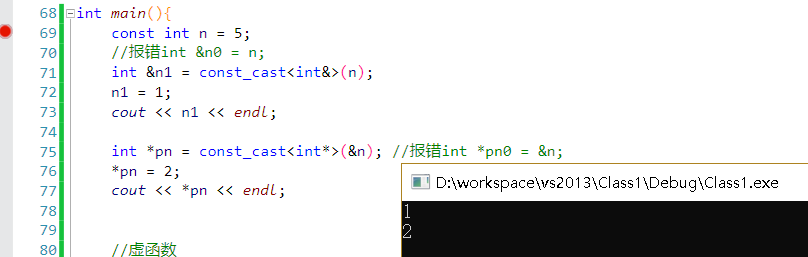 68 int main(){
69 const int n = 5;
70 //报错int &n0 = n;
71 int &n1 = const_cast<int&>(n);
72 n1 = 1;
73 cout << n1 << endl;
74
75 int *pn = const_cast<int*>(&n); //报错int *pn0 = &n;
76 *pn = 2;
77 cout << *pn << endl;
78
79
80 //虚函数
D:\workspace\vs2013\Class1\Debug\Class1.exe
1
2